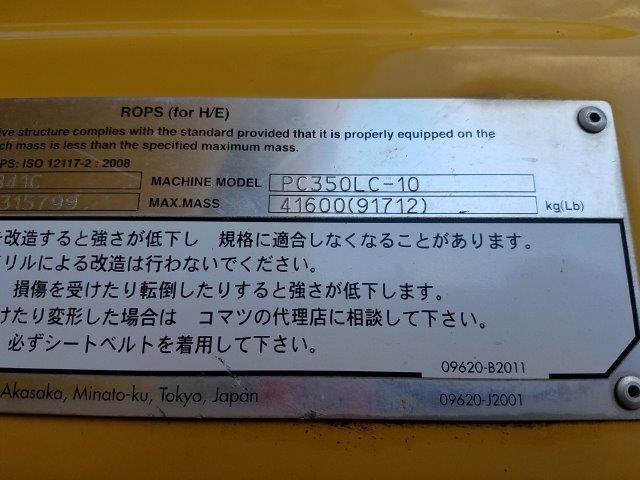 ROPS (for H/E)
ive structure complies with the standard provided that it is properly equipped on the
ch mass is less than the specified maximum mass.
PS: ISO 12117-2 : 2008
341C MACHINE MODEL PC350LC-10
315799 MAX.MASS 41600(91712) kg(Lb)
を改造すると強さが低下し 規格に適合しなくなることがあります。
ドリルによる改造は行わないでください。
損傷を受けたり転倒したりすると強さが低下します。
けたり変形した場合は コマツの代理店に相談して下さい。
必ずシートベルトを着用して下さい。
09620-B2011
Akasaka, Minato-ku, Tokyo, Japan 09620-J2001